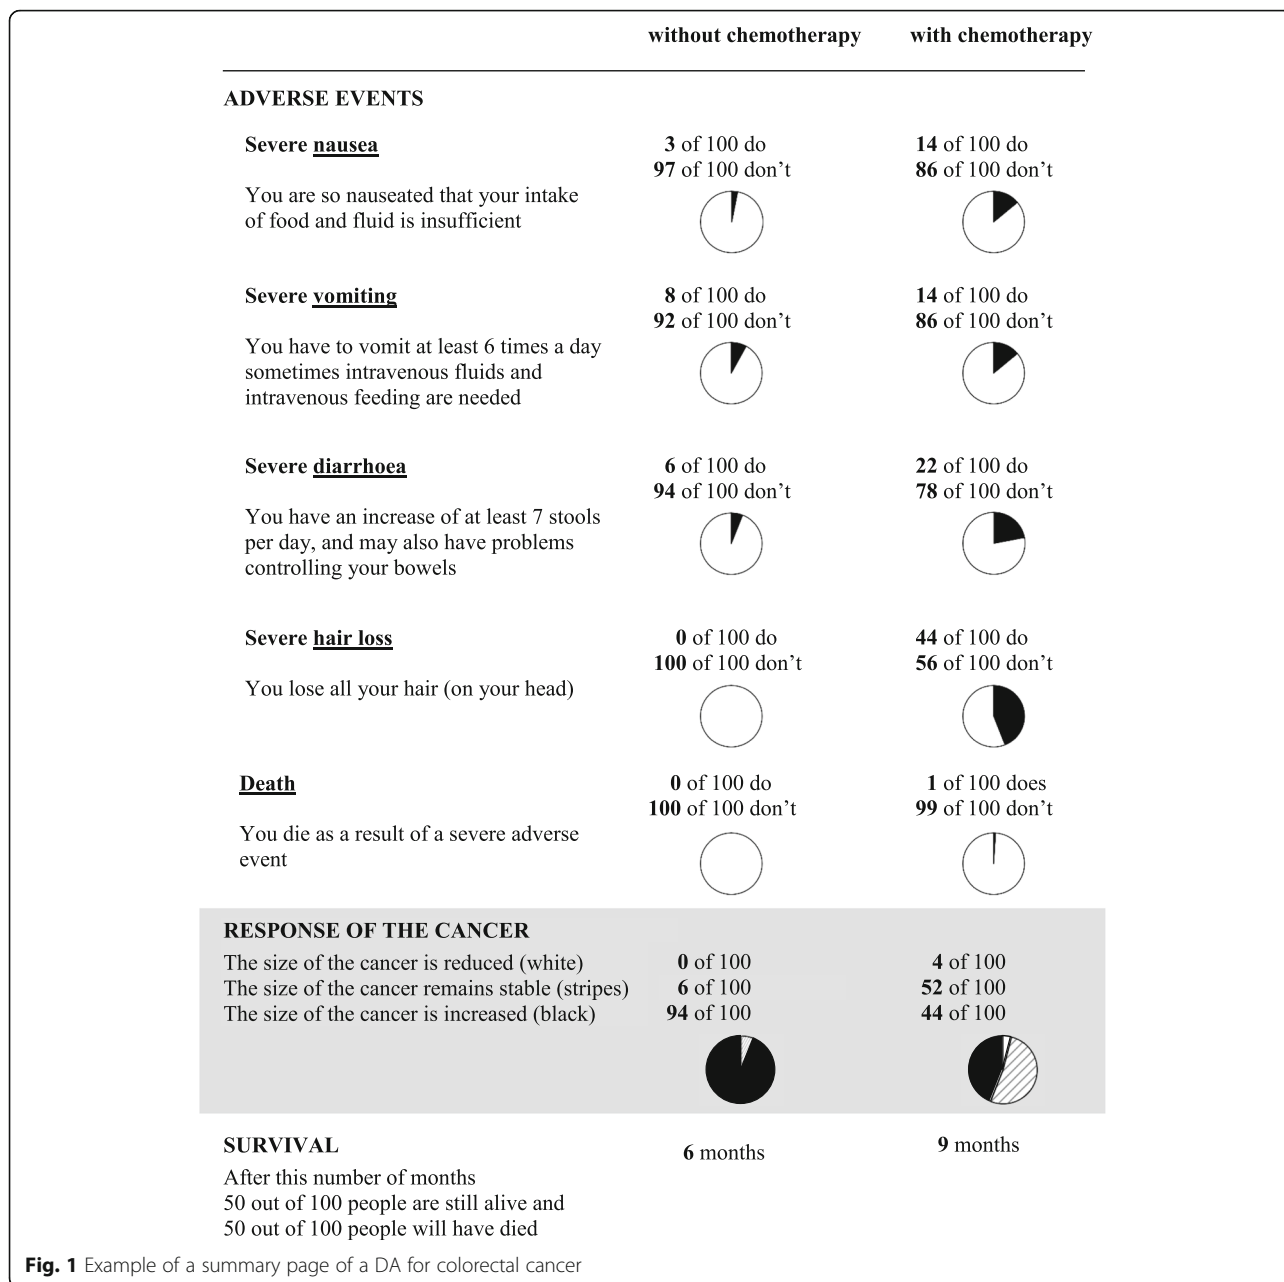 without chemotherapy with chemotherapy
ADVERSE EVENTS
Severe nausea 3 of 100 do 14 of 100 do
97 of 100 don't 86 of 100 don't
You are so nauseated that your intake
of food and fluid is insufficient
Severe vomiting 8 of 100 do 14 of 100 do
92 of 100 don't 86 of 100 don't
You have to vomit at least 6 times a day
sometimes intravenous fluids and
intravenous feeding are needed
Severe diarrhoea 6 of 100 do 22 of 100 do
94 of 100 don't 78 of 100 don't
You have an increase of at least 7 stools
per day, and may also have problems
controlling your bowels
Severe hair loss 0 of 100 do 44 of 100 do
100 of 100 don't 56 of 100 don't
You lose all your hair (on your head)
Death 0 of 100 do 1 of 100 does
100 of 100 don't 99 of 100 don't
You die as a result of a severe adverse
event
RESPONSE OF THE CANCER
The size of the cancer is reduced (white) 0 of 100 4 of 100
The size of the cancer remains stable (stripes) 6 of 100 52 of 100
The size of the cancer is increased (black) 94 of 100 44 of 100
SURVIVAL 6 months 9 months
After this number of months
50 out of 100 people are still alive and
50 out of 100 people will have died
Fig. 1 Example of a summary page of a DA for colorectal cancer